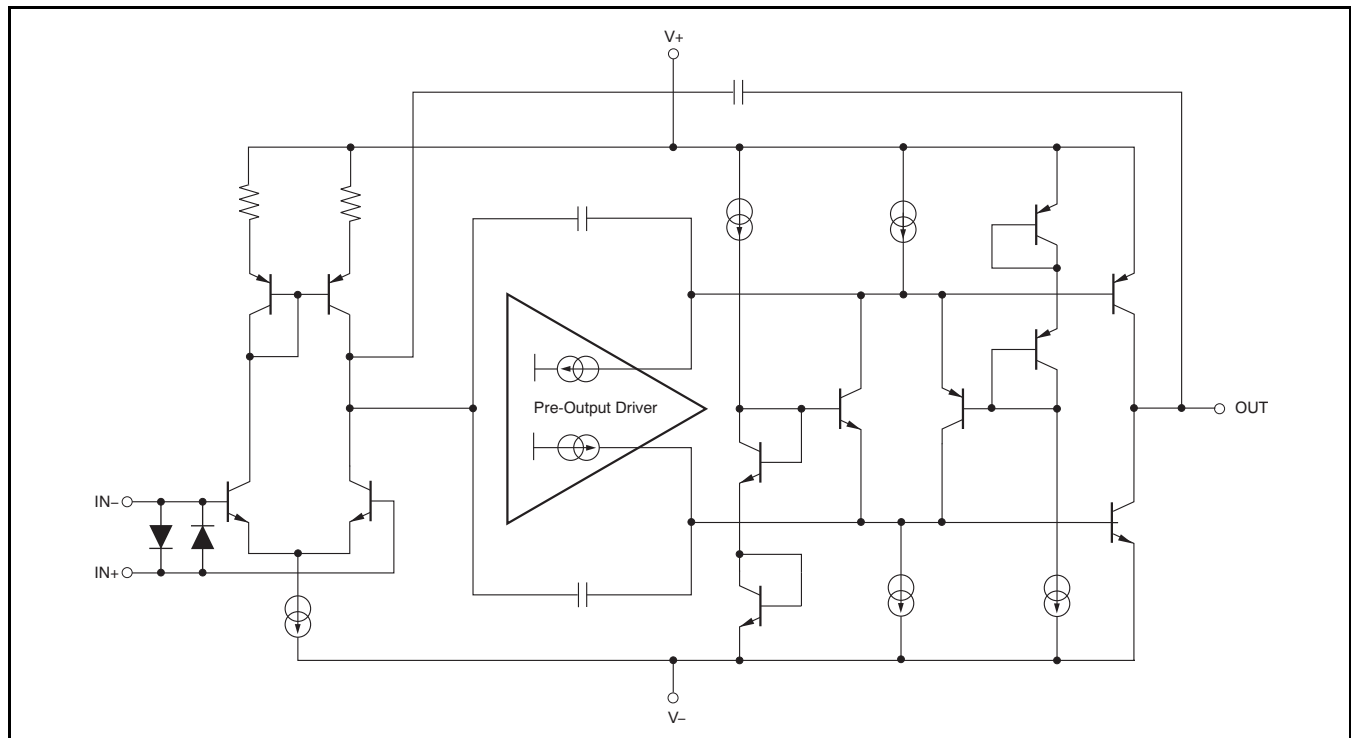 V+
Pre-Output Driver
OUT
IN–
IN+
V–